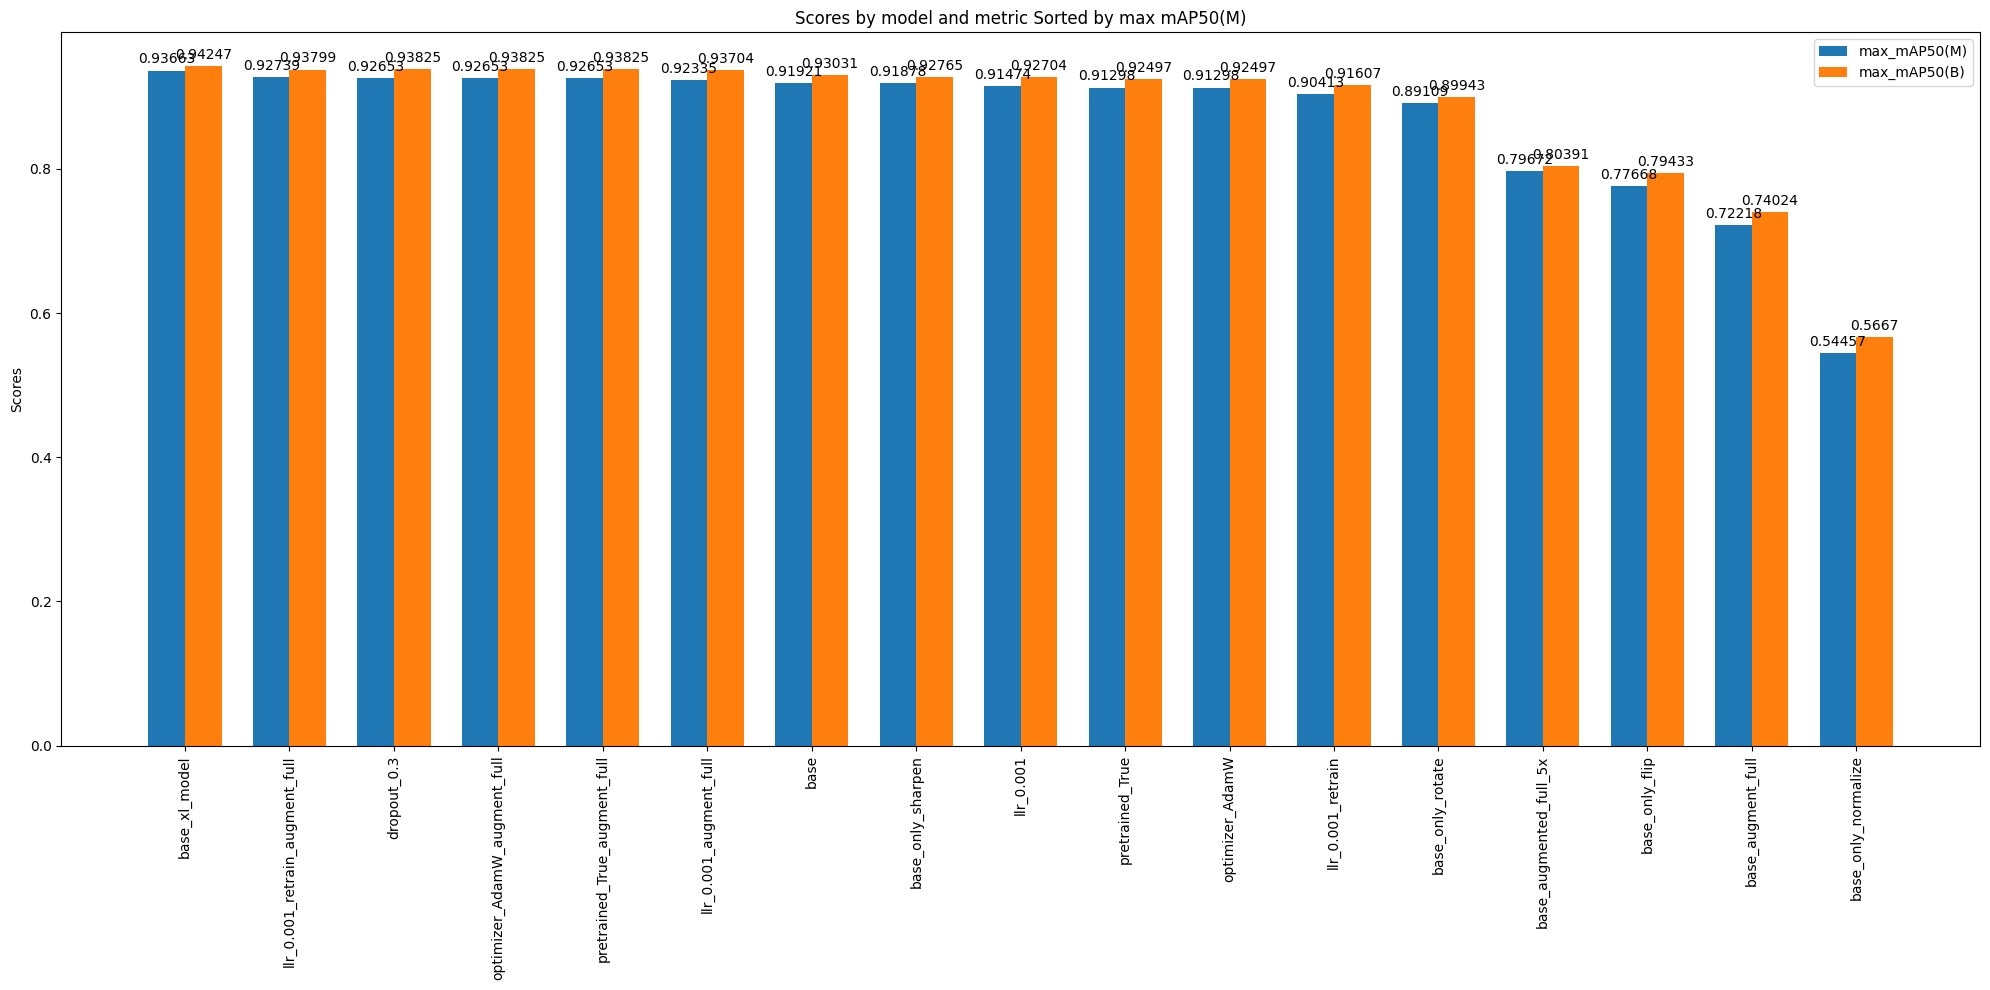 Scores by model and metric Sorted by max mAP50(M)
max_mAP50(M)
max_mAP50(B)
0.93663 0.94247
0.92739 0.93799
0.92653 0.93825
0.92653 0.93825
0.92653 0.93825
0.92335 0.93704
0.91921 0.93031
0.91878 0.92765
0.91474 0.92704
0.91298 0.92497
0.91298 0.92497
0.90413 0.91607
0.89109 0.89943
0.79672 0.80391
0.77668 0.79433
0.72218 0.74024
0.54457 0.5667
Scores
0.8
0.6
0.4
0.2
0.0
base_xl_model
llr_0.001_retrain_augment_full
dropout_0.3
optimizer_AdamW_augment_full
pretrained_True_augment_full
llr_0.001_augment_full
base
base_only_sharpen
llr_0.001
pretrained_True
optimizer_AdamW
llr_0.001_retrain
base_only_rotate
base_augmented_full_5x
base_only_flip
base_augment_full
base_only_normalize